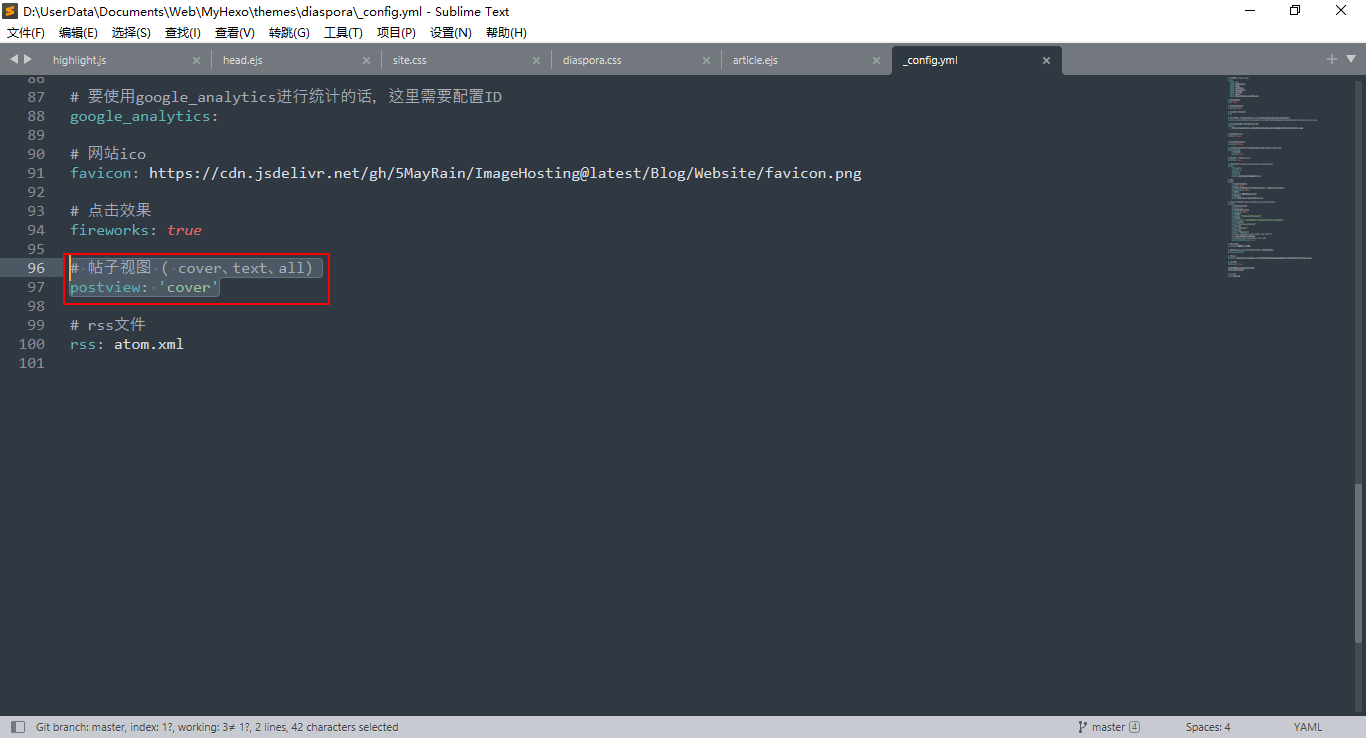 D:\UserData\Documents\Web\MyHexo\themes\diaspora\_config.yml - Sublime Text
文件(F) 编辑(E) 选择(S) 查找(I) 查看(V) 转跳(G) 工具(T) 项目(P) 设置(N) 帮助(H)
highlight.js head.ejs site.css diaspora.css article.ejs _config.yml
86
87 # 要使用google_analytics进行统计的话, 这里需要配置ID
88 google_analytics:
89
90 # 网站ico
91 favicon: https://cdn.jsdelivr.net/gh/5MayRain/ImageHosting@latest/Blog/Website/favicon.png
92
93 # 点击效果
94 fireworks: true
95
96 # 帖子视图 ( cover、text、all)
97 postview: 'cover'
98
99 # rss文件
100 rss: atom.xml
101
Git branch: master, index: 1?, working: 3≠ 1?, 2 lines, 42 characters selected master 4 Spaces: 4 YAML